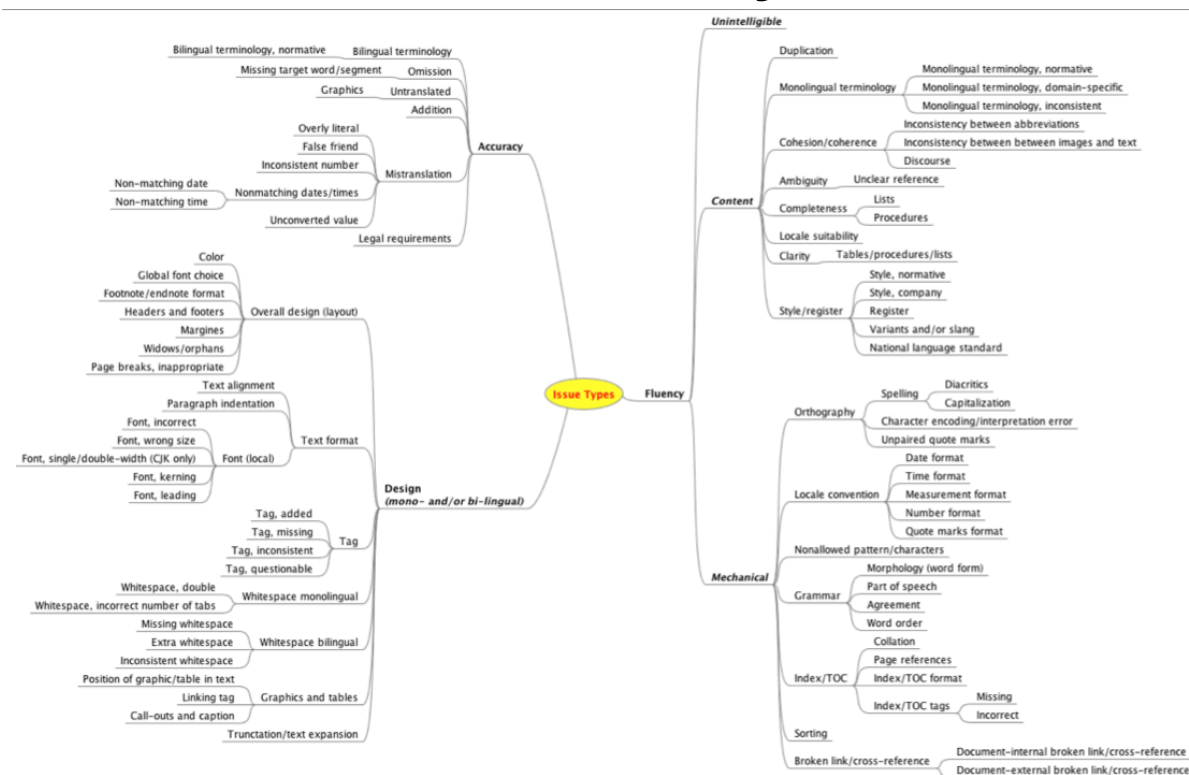 Issue Types
Accuracy
Bilingual terminology
Bilingual terminology, normative
Omission
Missing target word/segment
Untranslated
Graphics
Addition
Mistranslation
Overly literal
False friend
Inconsistent number
Nonmatching dates/times
Non-matching date
Non-matching time
Unconverted value
Legal requirements
Design
(mono- and/or bi-lingual)
Overall design (layout)
Color
Global font choice
Footnote/endnote format
Headers and footers
Margines
Widows/orphans
Page breaks, inappropriate
Text format
Text alignment
Paragraph indentation
Font (local)
Font, incorrect
Font, wrong size
Font, single/double-width (CJK only)
Font, kerning
Font, leading
Tag
Tag, added
Tag, missing
Tag, inconsistent
Tag, questionable
Whitespace monolingual
Whitespace, double
Whitespace, incorrect number of tabs
Whitespace bilingual
Missing whitespace
Extra whitespace
Inconsistent whitespace
Graphics and tables
Position of graphic/table in text
Linking tag
Call-outs and caption
Trunctation/text expansion
Fluency
Unintelligible
Content
Duplication
Monolingual terminology
Monolingual terminology, normative
Monolingual terminology, domain-specific
Monolingual terminology, inconsistent
Cohesion/coherence
Inconsistency between abbreviations
Inconsistency between between images and text
Discourse
Ambiguity
Unclear reference
Completeness
Lists
Procedures
Locale suitability
Clarity
Tables/procedures/lists
Style/register
Style, normative
Style, company
Register
Variants and/or slang
National language standard
Mechanical
Orthography
Spelling
Diacritics
Capitalization
Character encoding/interpretation error
Unpaired quote marks
Locale convention
Date format
Time format
Measurement format
Number format
Quote marks format
Nonallowed pattern/characters
Grammar
Morphology (word form)
Part of speech
Agreement
Word order
Index/TOC
Collation
Page references
Index/TOC format
Index/TOC tags
Missing
Incorrect
Sorting
Broken link/cross-reference
Document-internal broken link/cross-reference
Document-external broken link/cross-reference